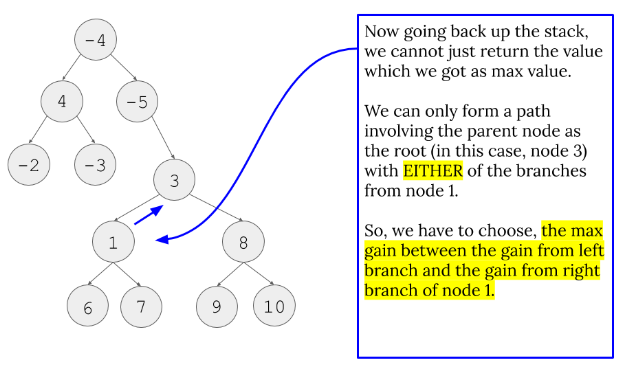 -4
4
-5
-2
-3
3
1
8
6
7
9
10
Now going back up the stack,
we cannot just return the value
which we got as max value.
We can only form a path
involving the parent node as
the root (in this case, node 3)
with EITHER of the branches
from node 1.
So, we have to choose, the max
gain between the gain from left
branch and the gain from right
branch of node 1.